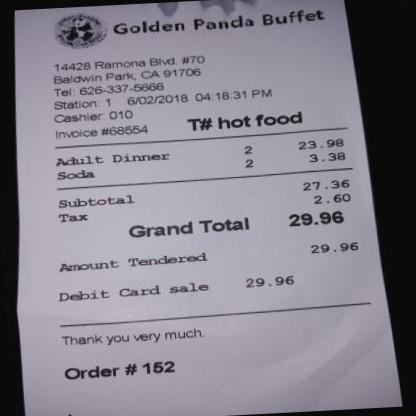 Golden Panda Buffet
14428 Ramona Blvd. #70
Baldwin Park, CA 91706
Tel: 626-337-5666
Station: 1 6/02/2018 04:18:31 PM
Cashier: 010
Invoice #68554 T# hot food
Adult Dinner 2 23.98
Soda 2 3.38
Subtotal 27.36
Tax 2.60
Grand Total 29.96
Amount Tendered 29.96
Debit Card sale 29.96
Thank you very much.
Order # 152